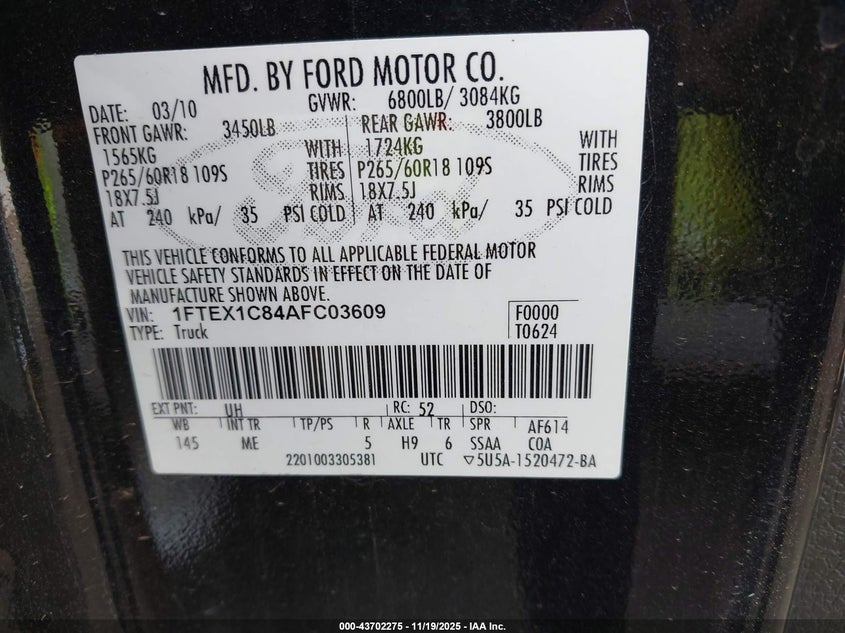 MFD. BY FORD MOTOR CO.
DATE: 03/10 GVWR: 6800LB/ 3084KG
FRONT GAWR: 3450LB REAR GAWR: 3800LB
1565KG WITH 1724KG WITH
P265/60R18 109S TIRES P265/60R18 109S TIRES
18X7.5J RIMS 18X7.5J RIMS
AT 240 kPa/ 35 PSI COLD AT 240 kPa/ 35 PSI COLD
THIS VEHICLE CONFORMS TO ALL APPLICABLE FEDERAL MOTOR
VEHICLE SAFETY STANDARDS IN EFFECT ON THE DATE OF
MANUFACTURE SHOWN ABOVE.
VIN: 1FTEX1C84AFC03609 F0000
TYPE: Truck T0624
EXT PNT: UH RC: 52 DSO:
WB INT TR TP/PS R AXLE TR SPR AF614
145 ME 5 H9 6 SSAA COA
2201003305381 UTC ▽5U5A-1520472-BA
000-43702275 - 11/19/2025 - IAA Inc.